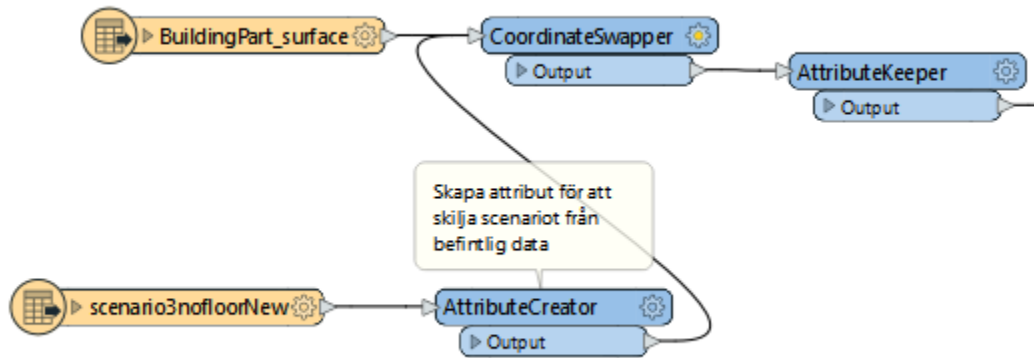 BuildingPart_surface
CoordinateSwapper
Output
AttributeKeeper
Output
Skapa attribut för att
skilja scenariot från
befintlig data
scenario3nofloorNew
AttributeCreator
Output